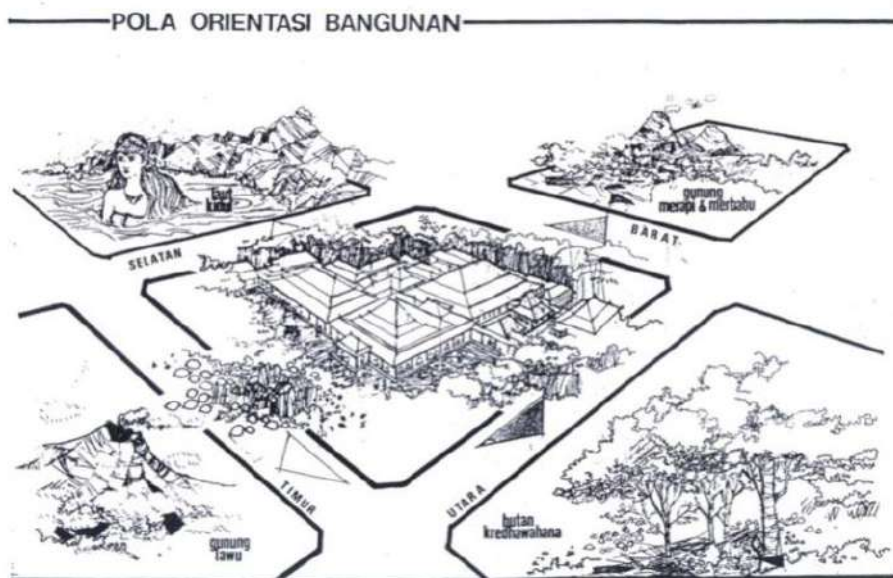 POLA ORIENTASI BANGUNAN
laut
kidul
gunung
merapi & merbabu
SELATAN
BARAT
TIMUR
UTARA
gunung
lawu
hutan
kredhawahana